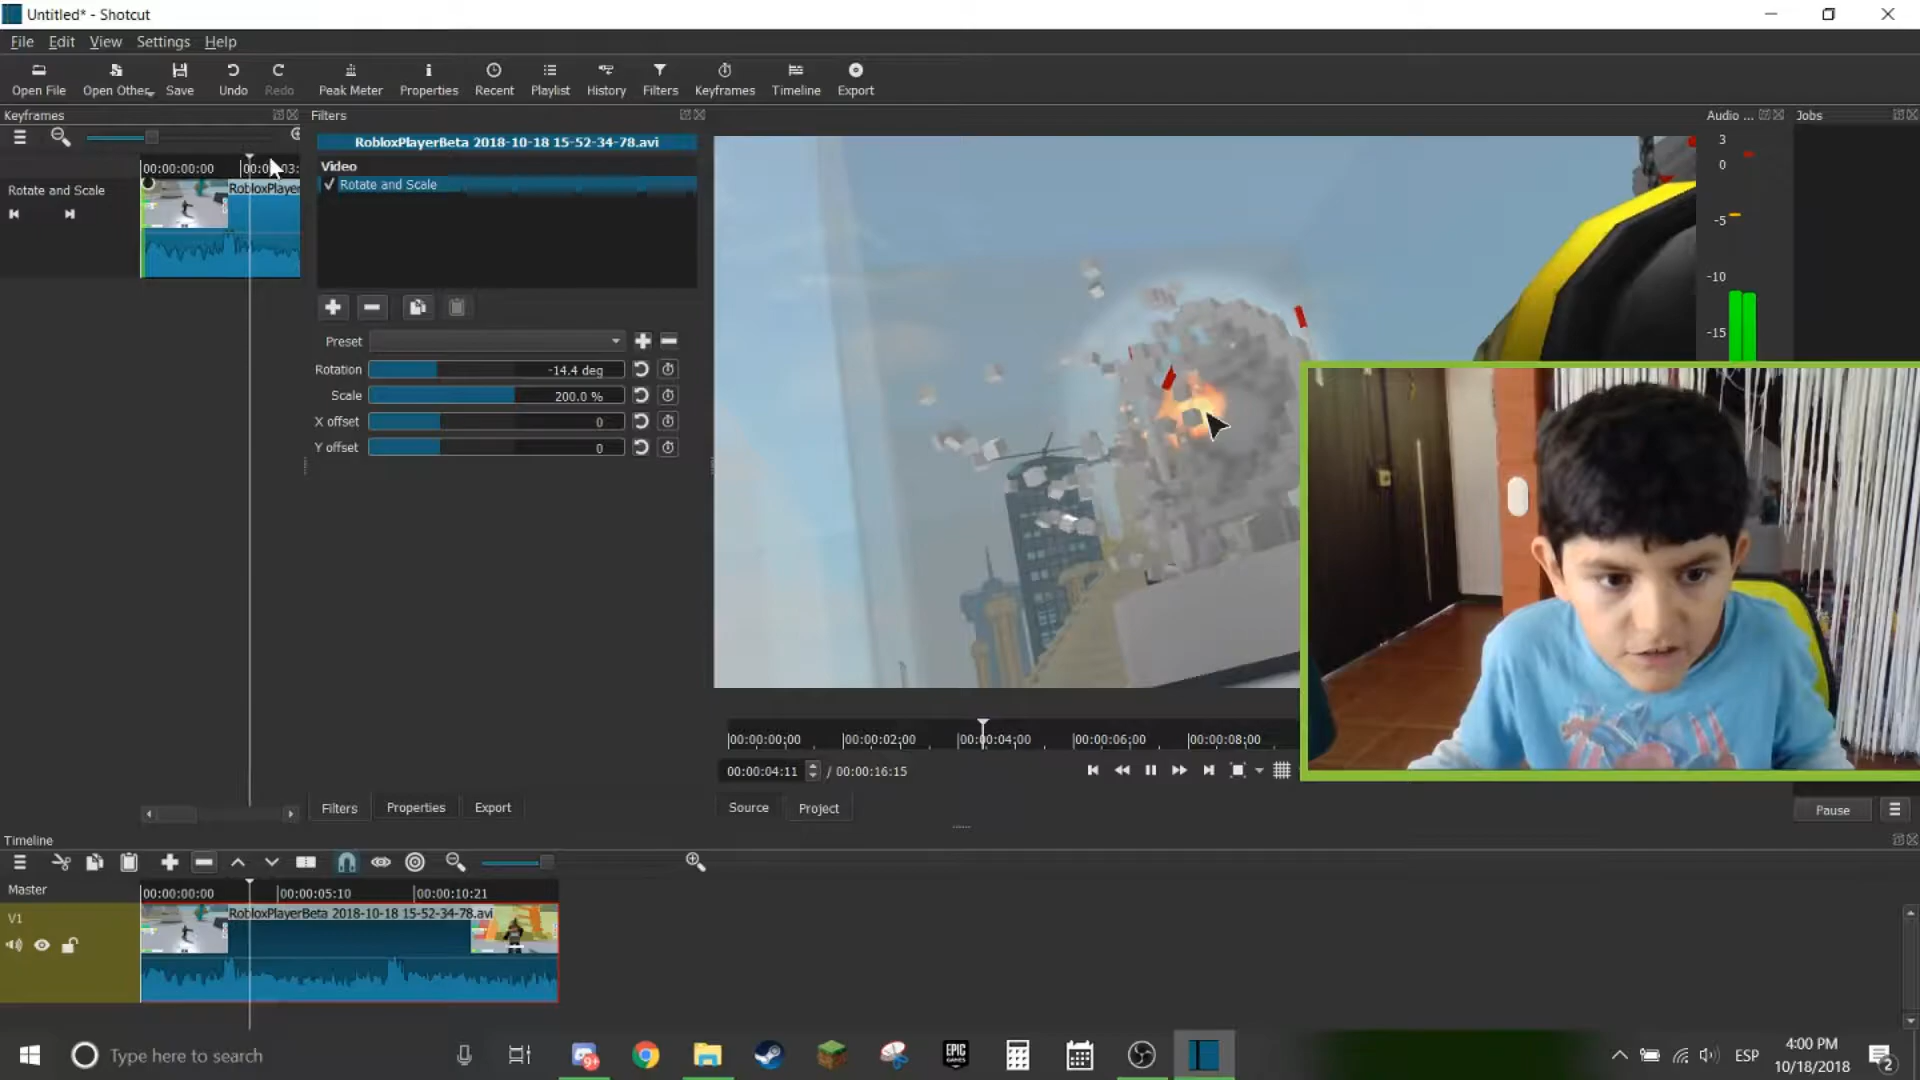 Untitled* - Shotcut
File Edit View Settings Help
Open File Open Other Save Undo Redo Peak Meter Properties Recent Playlist History Filters Keyframes Timeline Export
Keyframes
Filters
Audio ...
Jobs
RobloxPlayerBeta 2018-10-18 15-52-34-78.avi
Video
Rotate and Scale
00:00:00:00
Rotate and Scale
RobloxPlayer
Preset
Rotation -14.4 deg
Scale 200.0 %
X offset 0
Y offset 0
3
0
-5
-10
-15
00:00:00;00 00:00:02;00 00:00:04;00 00:00:06;00 00:00:08;00
00:00:04:11 / 00:00:16:15
Filters Properties Export
Source Project
Pause
Timeline
Master
00:00:00:00 00:00:05:10 00:00:10:21
V1
RobloxPlayerBeta 2018-10-18 15-52-34-78.avi
Type here to search
9+
EPIC GAMES
ESP
4:00 PM
10/18/2018
2